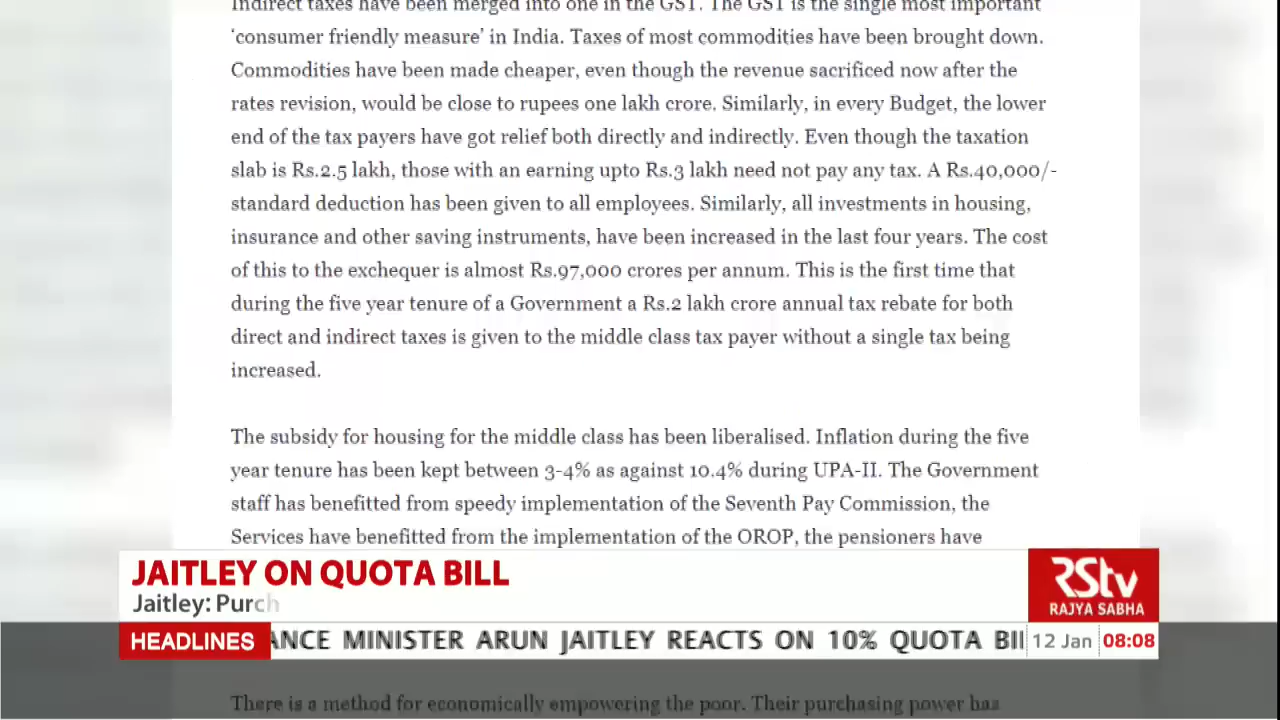 Indirect taxes have been merged into one in the GST. The GST is the single most important
‘consumer friendly measure’ in India. Taxes of most commodities have been brought down.
Commodities have been made cheaper, even though the revenue sacrificed now after the
rates revision, would be close to rupees one lakh crore. Similarly, in every Budget, the lower
end of the tax payers have got relief both directly and indirectly. Even though the taxation
slab is Rs.2.5 lakh, those with an earning upto Rs.3 lakh need not pay any tax. A Rs.40,000/-
standard deduction has been given to all employees. Similarly, all investments in housing,
insurance and other saving instruments, have been increased in the last four years. The cost
of this to the exchequer is almost Rs.97,000 crores per annum. This is the first time that
during the five year tenure of a Government a Rs.2 lakh crore annual tax rebate for both
direct and indirect taxes is given to the middle class tax payer without a single tax being
increased.
The subsidy for housing for the middle class has been liberalised. Inflation during the five
year tenure has been kept between 3-4% as against 10.4% during UPA-II. The Government
staff has benefitted from speedy implementation of the Seventh Pay Commission, the
Services have benefitted from the implementation of the OROP, the pensioners have
JAITLEY ON QUOTA BILL
Jaitley: Purch
RStv
RAJYA SABHA
HEADLINES
ANCE MINISTER ARUN JAITLEY REACTS ON 10% QUOTA BII
12 Jan 08:08
There is a method for economically empowering the poor. Their purchasing power has